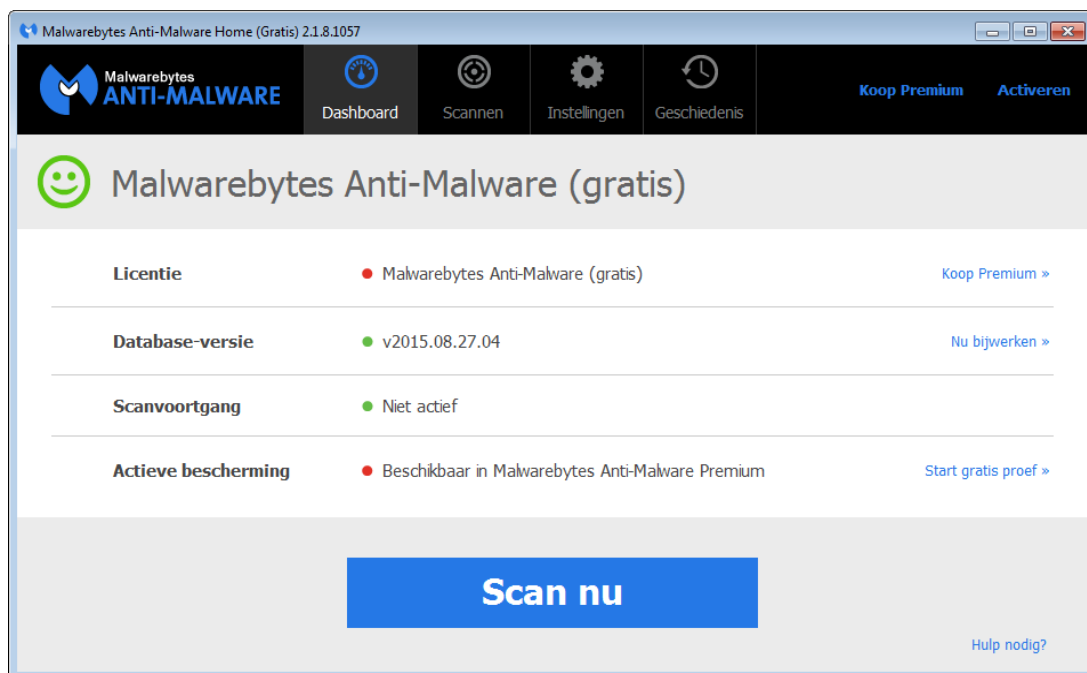 Malwarebytes Anti-Malware Home (Gratis) 2.1.8.1057
Malwarebytes
ANTI-MALWARE
Dashboard
Scannen
Instellingen
Geschiedenis
Koop Premium
Activeren
Malwarebytes Anti-Malware (gratis)
Licentie
Malwarebytes Anti-Malware (gratis)
Koop Premium »
Database-versie
v2015.08.27.04
Nu bijwerken »
Scanvoortgang
Niet actief
Actieve bescherming
Beschikbaar in Malwarebytes Anti-Malware Premium
Start gratis proef »
Scan nu
Hulp nodig?